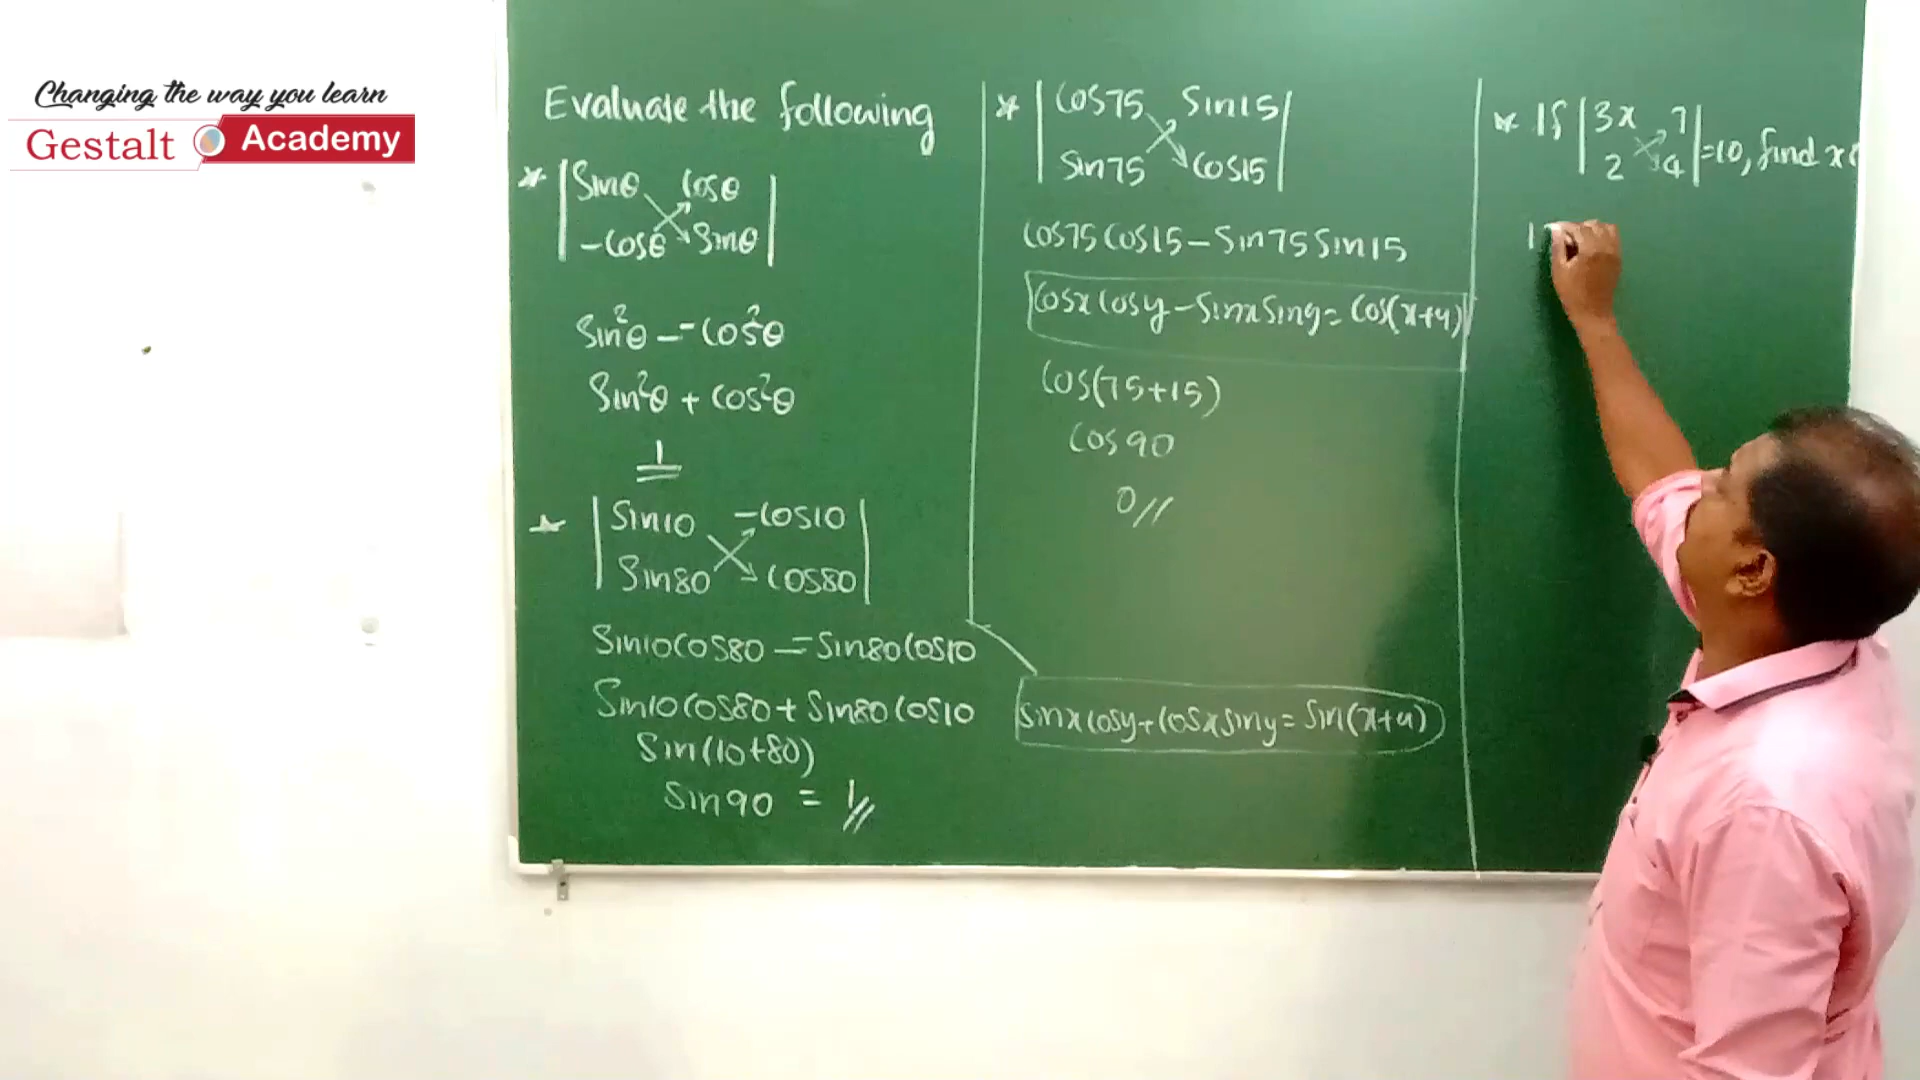 Changing the way you learn
Gestalt Academy
Evaluate the following
* | Sinθ Cosθ |
| -Cosθ Sinθ |
Sin²θ - -Cos²θ
Sin²θ + Cos²θ
1
* | Sin10 -Cos10 |
| Sin80 Cos80 |
Sin10Cos80 - -Sin80Cos10
Sin10Cos80 + Sin80Cos10
Sin(10+80)
Sin90 = 1//
* | Cos75 Sin15 |
| Sin75 Cos15 |
Cos75Cos15 - Sin75Sin15
Cosx Cosy - Sinx Siny = Cos(x+y)
Cos(75+15)
Cos90
0//
Sinx Cosy + Cosx Siny = Sin(x+y)
* If | 3x 7 |
| 2 4 | = 10, find x
1